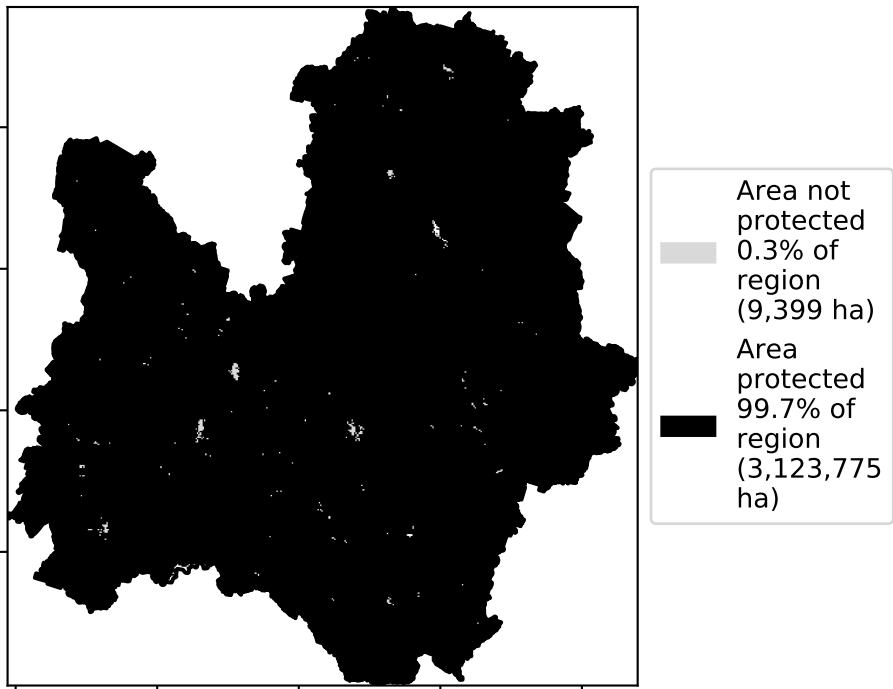 Area not
protected
0.3% of
region
(9,399 ha)
Area
protected
99.7% of
region
(3,123,775
ha)